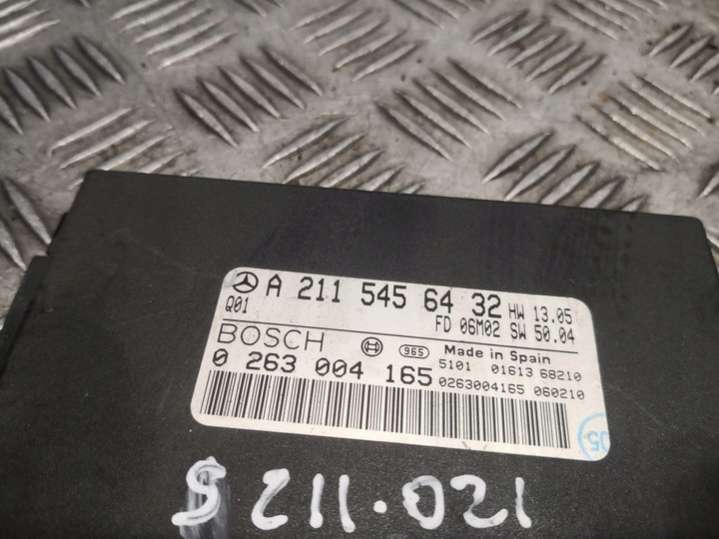 A 211 545 64 32 HW 13.05
Q01 FD 06M02 SW 50.04
BOSCH 965 Made in Spain
0 263 004 165 5101 01613 68210
0263004165 060210
05
S 211.021